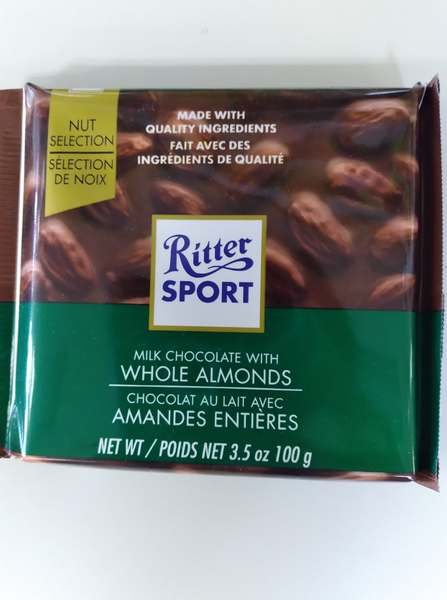 NUT
SELECTION
SÉLECTION
DE NOIX
MADE WITH
QUALITY INGREDIENTS
FAIT AVEC DES
INGRÉDIENTS DE QUALITÉ
Ritter
SPORT
MILK CHOCOLATE WITH
WHOLE ALMONDS
CHOCOLAT AU LAIT AVEC
AMANDES ENTIÈRES
NET WT / POIDS NET 3.5 oz 100 g